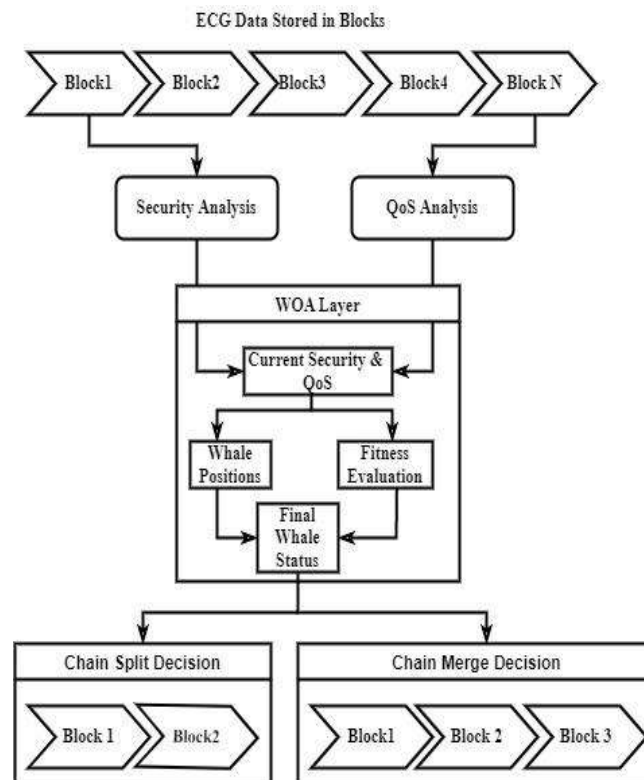 ECG Data Stored in Blocks
Block1
Block2
Block3
Block4
Block N
Security Analysis
QoS Analysis
WOA Layer
Current Security &
QoS
Whale
Positions
Fitness
Evaluation
Final
Whale
Status
Chain Split Decision
Chain Merge Decision
Block 1
Block2
Block1
Block 2
Block 3